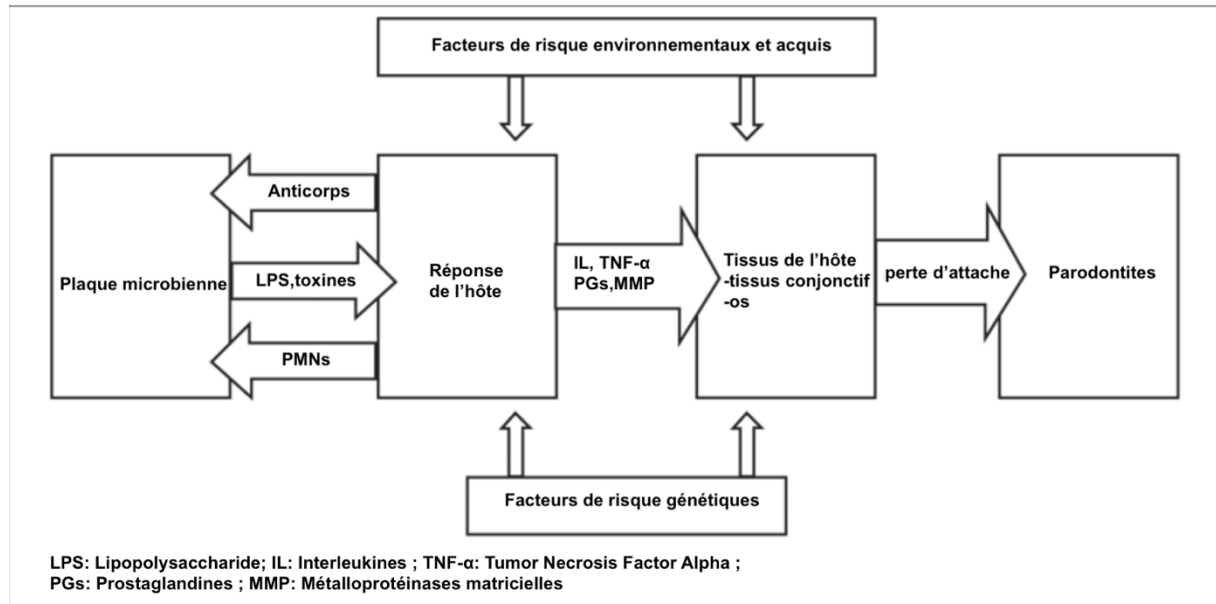 Facteurs de risque environnementaux et acquis
Plaque microbienne
Anticorps
LPS,toxines
PMNs
Réponse
de l’hôte
IL, TNF-α
PGs,MMP
Tissus de l’hôte
-tissus conjonctif
-os
perte d’attache
Parodontites
Facteurs de risque génétiques
LPS: Lipopolysaccharide; IL: Interleukines ; TNF-α: Tumor Necrosis Factor Alpha ;
PGs: Prostaglandines ; MMP: Métalloprotéinases matricielles